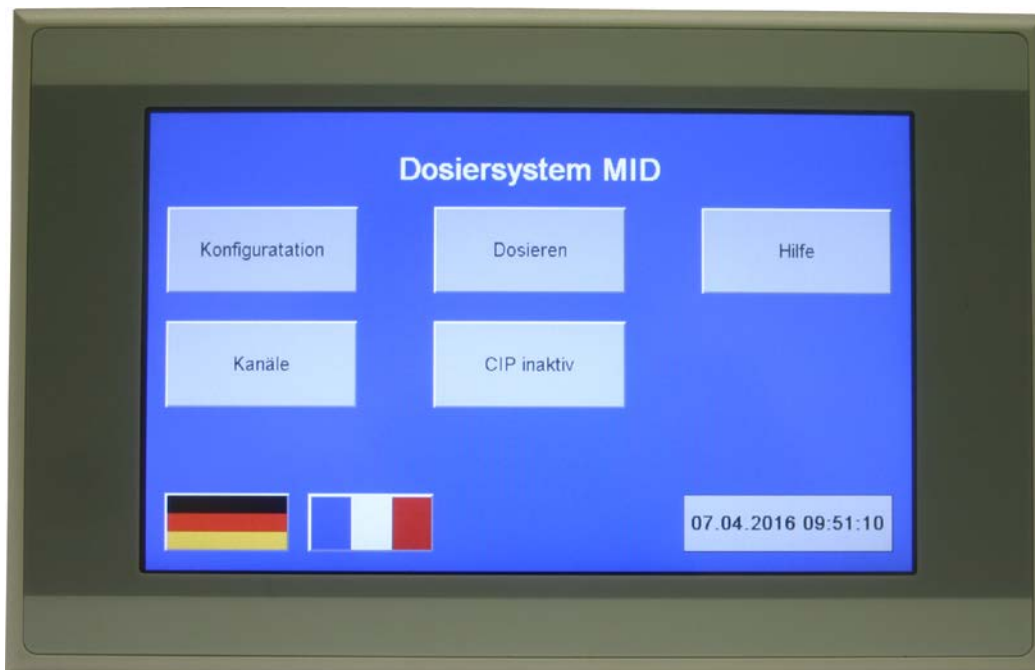 Dosiersystem MID
Konfiguratation
Dosieren
Hilfe
Kanäle
CIP inaktiv
07.04.2016 09:51:10